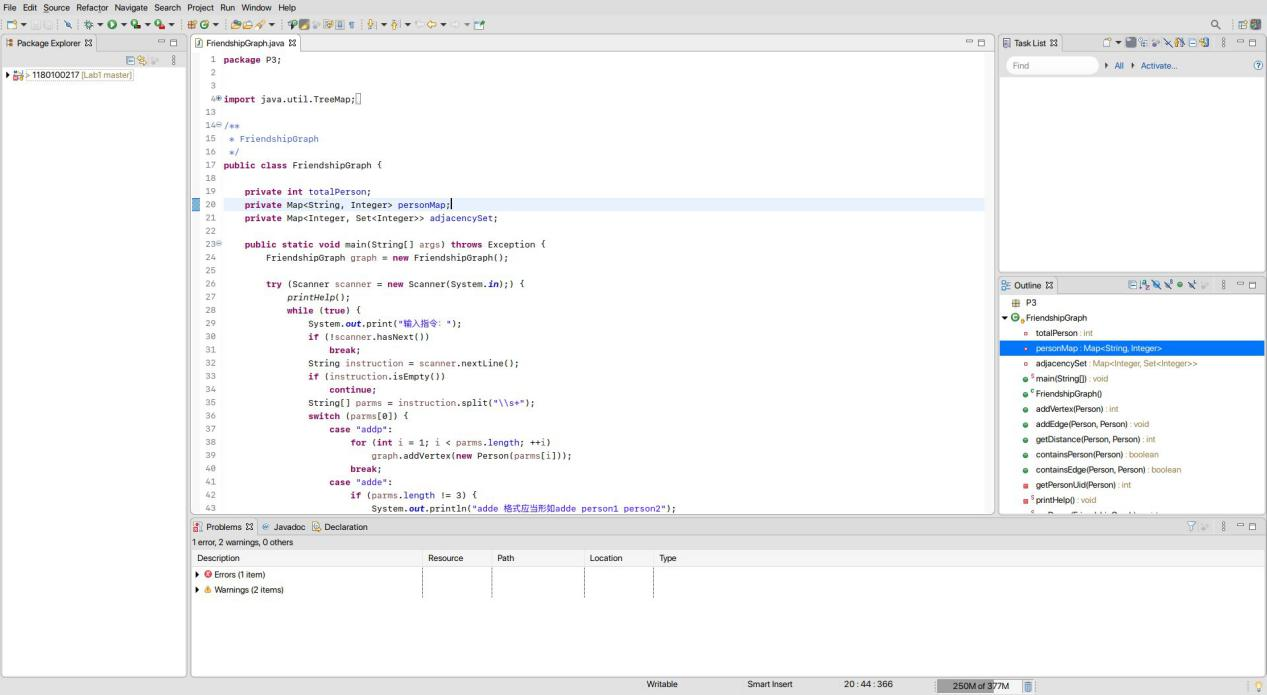 File Edit Source Refactor Navigate Search Project Run Window Help
Package Explorer
1180100217 [Lab1 master]
FriendshipGraph.java
1 package P3;
2
3
4 import java.util.TreeMap;
13
14 /**
15 * FriendshipGraph
16 */
17 public class FriendshipGraph {
18
19 private int totalPerson;
20 private Map<String, Integer> personMap;
21 private Map<Integer, Set<Integer>> adjacencySet;
22
23 public static void main(String[] args) throws Exception {
24 FriendshipGraph graph = new FriendshipGraph();
25
26 try (Scanner scanner = new Scanner(System.in);) {
27 printHelp();
28 while (true) {
29 System.out.print("输入指令: ");
30 if (!scanner.hasNext())
31 break;
32 String instruction = scanner.nextLine();
33 if (instruction.isEmpty())
34 continue;
35 String[] parms = instruction.split("\\s+");
36 switch (parms[0]) {
37 case "addp":
38 for (int i = 1; i < parms.length; ++i)
39 graph.addVertex(new Person(parms[i]));
40 break;
41 case "adde":
42 if (parms.length != 3) {
43 System.out.println("adde 格式应当形如adde person1 person2");
Task List
Find
All
Activate...
Outline
P3
FriendshipGraph
totalPerson : int
personMap : Map<String, Integer>
adjacencySet : Map<Integer, Set<Integer>>
main(String[]) : void
FriendshipGraph()
addVertex(Person) : int
addEdge(Person, Person) : void
getDistance(Person, Person) : int
containsPerson(Person) : boolean
containsEdge(Person, Person) : boolean
getPersonUid(Person) : int
printHelp() : void
Problems Javadoc Declaration
1 error, 2 warnings, 0 others
Description Resource Path Location Type
Errors (1 item)
Warnings (2 items)
Writable Smart Insert 20 : 44 : 366 250M of 377M